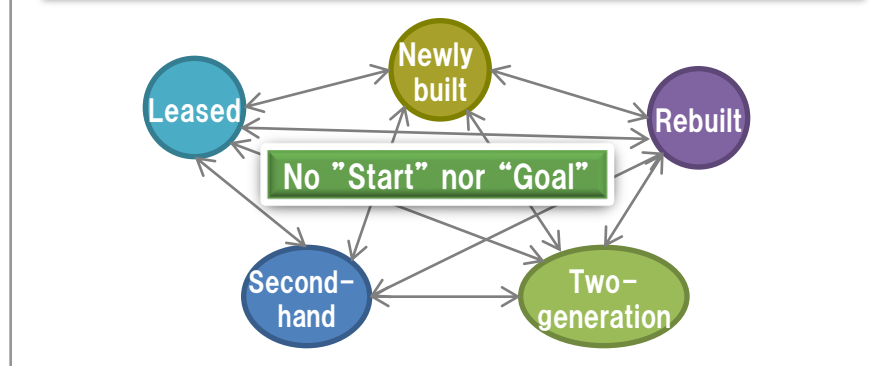 Newly
built
Leased
Rebuilt
No ”Start” nor “Goal”
Second-
hand
Two-
generation